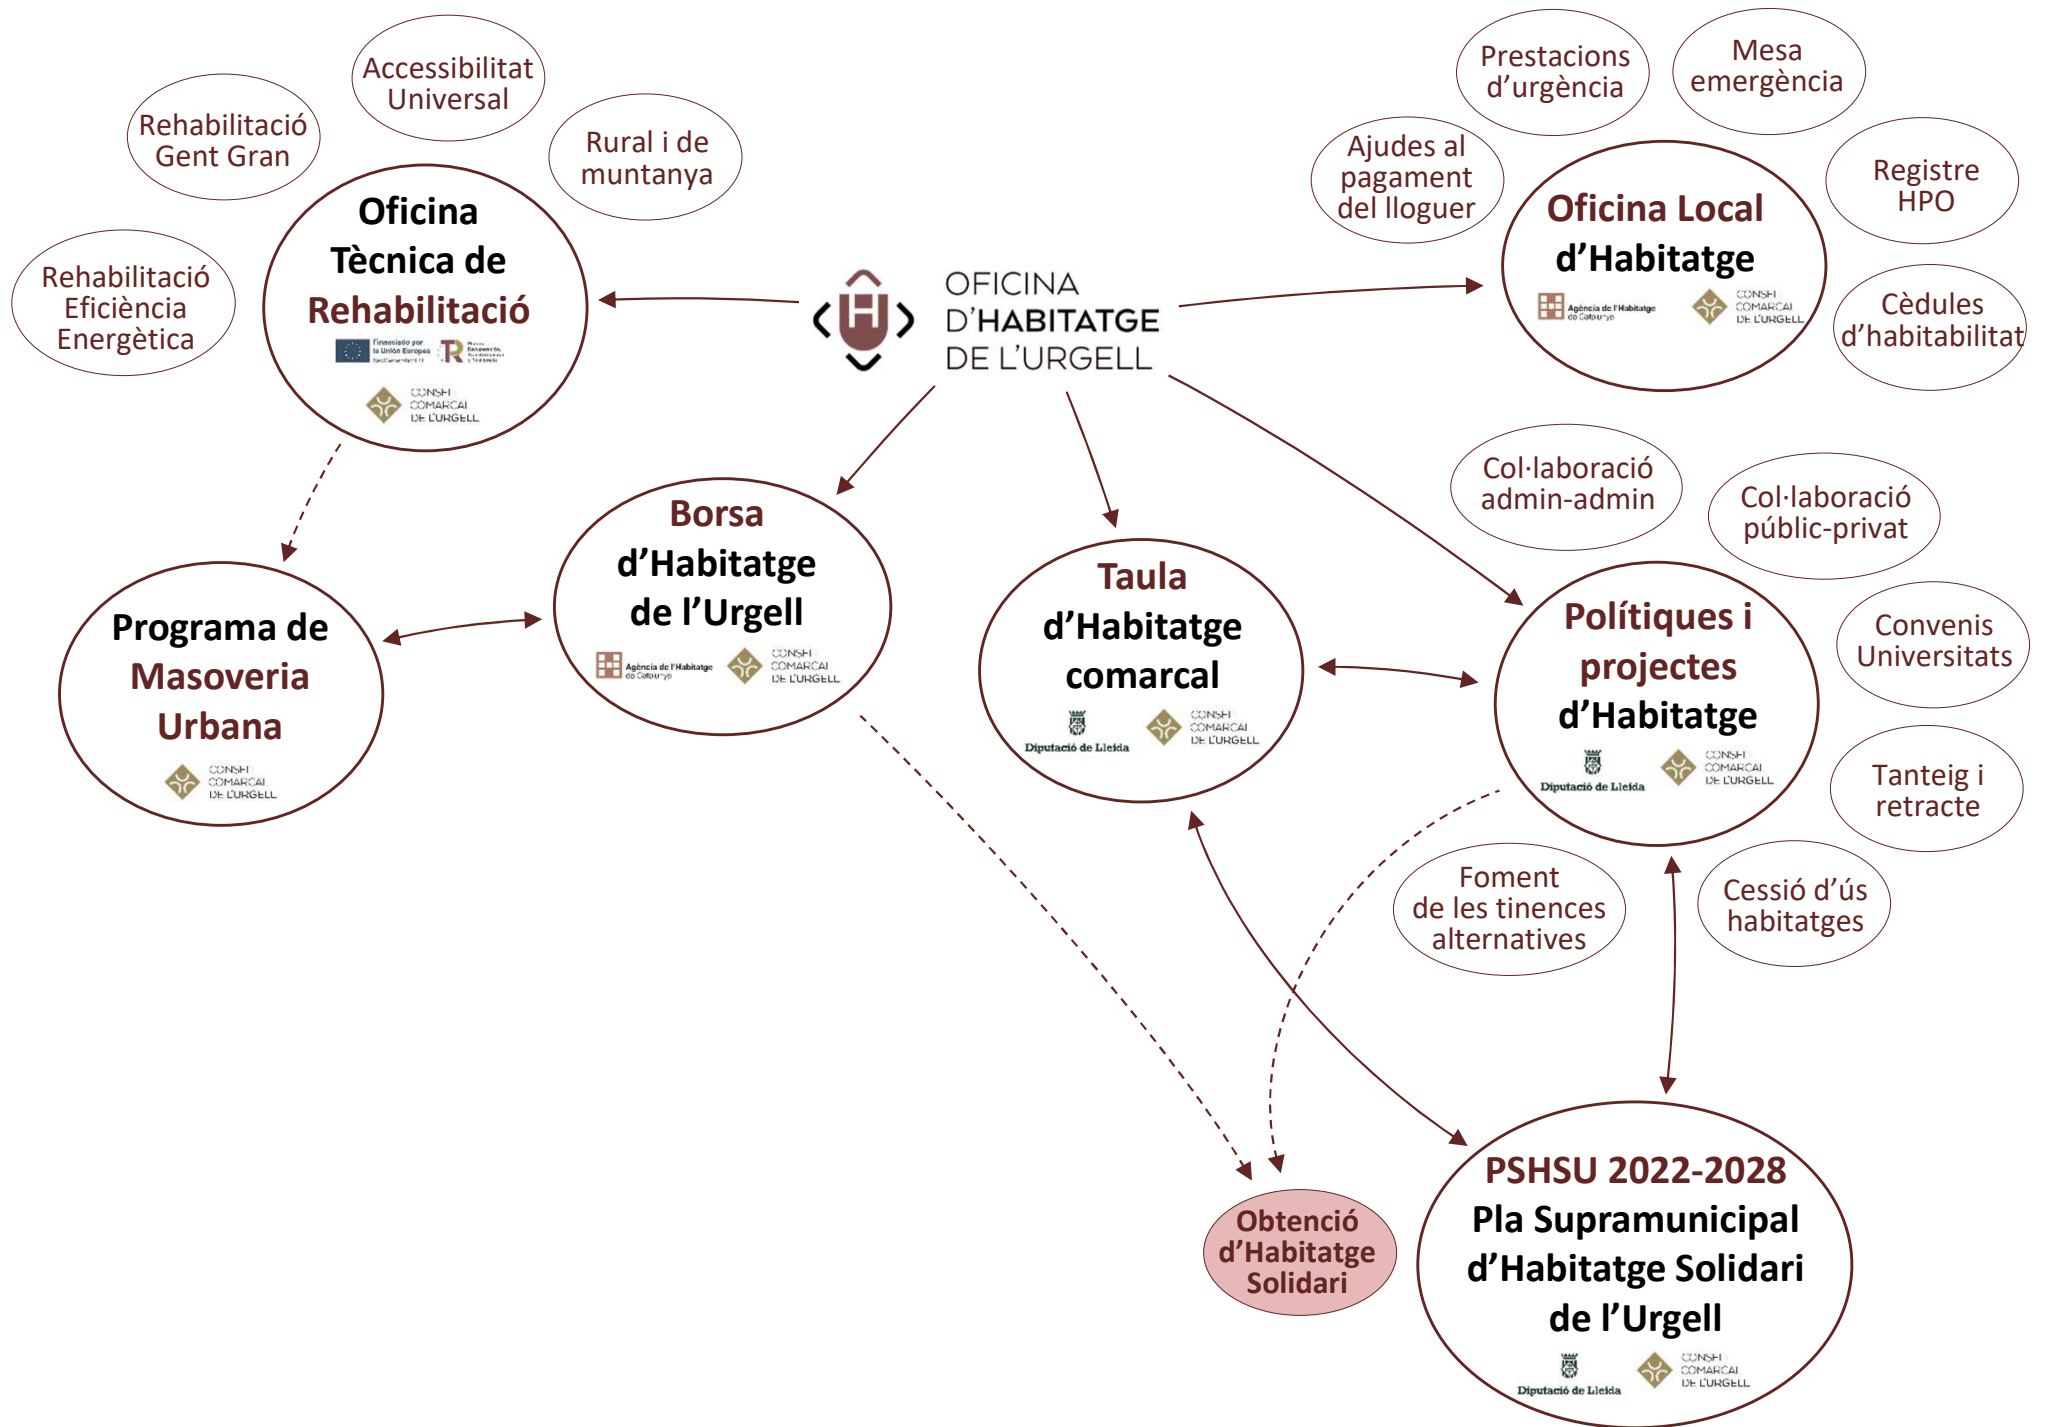 Accessibilitat
Universal
Rehabilitació
Gent Gran
Rural i de
muntanya
Rehabilitació
Eficiència
Energètica
Oficina
Tècnica de
Rehabilitació
Financiado por
la Unión Europea
CONSELL
COMARCAL
DE L'URGELL
OFICINA
D'HABITATGE
DE L'URGELL
Prestacions
d’urgència
Mesa
emergència
Ajudes al
pagament
del lloguer
Registre
HPO
Cèdules
d’habitabilitat
Oficina Local
d’Habitatge
Agència de l'Habitatge
de Catalunya
CONSELL
COMARCAL
DE L'URGELL
Programa de
Masoveria
Urbana
CONSELL
COMARCAL
DE L'URGELL
Borsa
d’Habitatge
de l’Urgell
Agència de l'Habitatge
de Catalunya
CONSELL
COMARCAL
DE L'URGELL
Taula
d’Habitatge
comarcal
Diputació de Lleida
CONSELL
COMARCAL
DE L'URGELL
Col·laboració
admin-admin
Col·laboració
públic-privat
Convenis
Universitats
Tanteig i
retracte
Cessió d’ús
habitatges
Foment
de les tinences
alternatives
Polítiques i
projectes
d’Habitatge
Diputació de Lleida
CONSELL
COMARCAL
DE L'URGELL
Obtenció
d’Habitatge
Solidari
PSHSU 2022-2028
Pla Supramunicipal
d’Habitatge Solidari
de l’Urgell
Diputació de Lleida
CONSELL
COMARCAL
DE L'URGELL